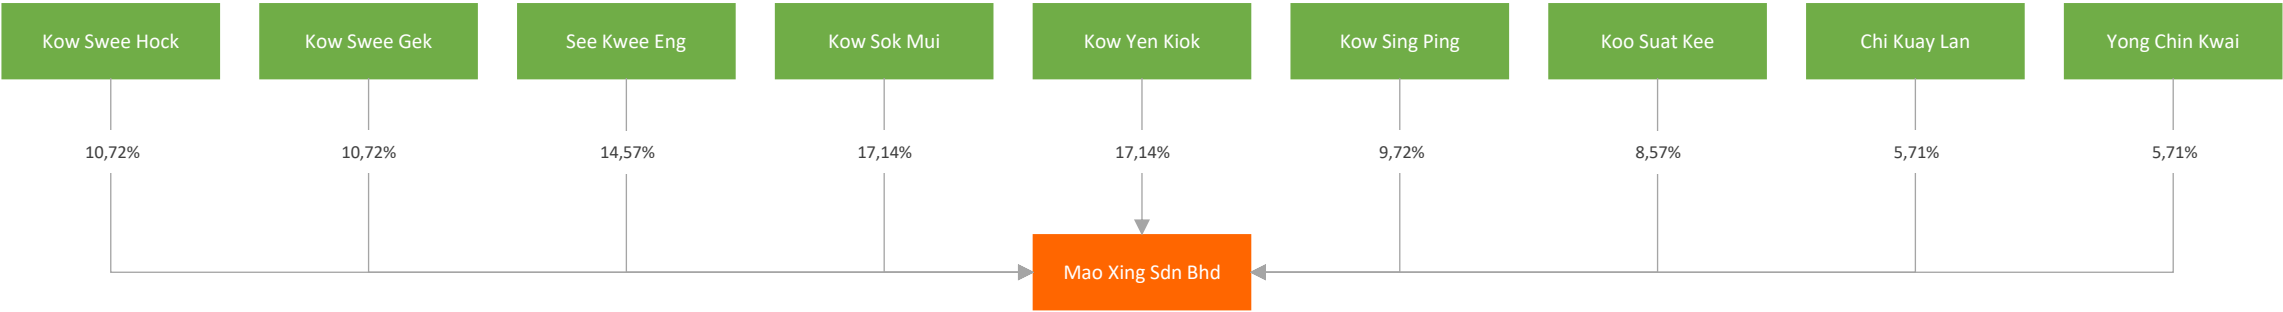 Kow Swee Hock
Kow Swee Gek
See Kwee Eng
Kow Sok Mui
Kow Yen Kiok
Kow Sing Ping
Koo Suat Kee
Chi Kuay Lan
Yong Chin Kwai
10,72%
10,72%
14,57%
17,14%
17,14%
9,72%
8,57%
5,71%
5,71%
Mao Xing Sdn Bhd